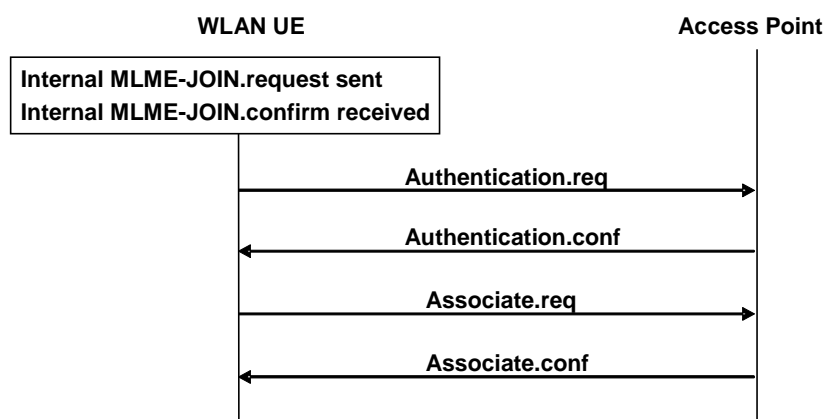 WLAN UE
Access Point
Internal MLME-JOIN.request sent
Internal MLME-JOIN.confirm received
Authentication.req
Authentication.conf
Associate.req
Associate.conf